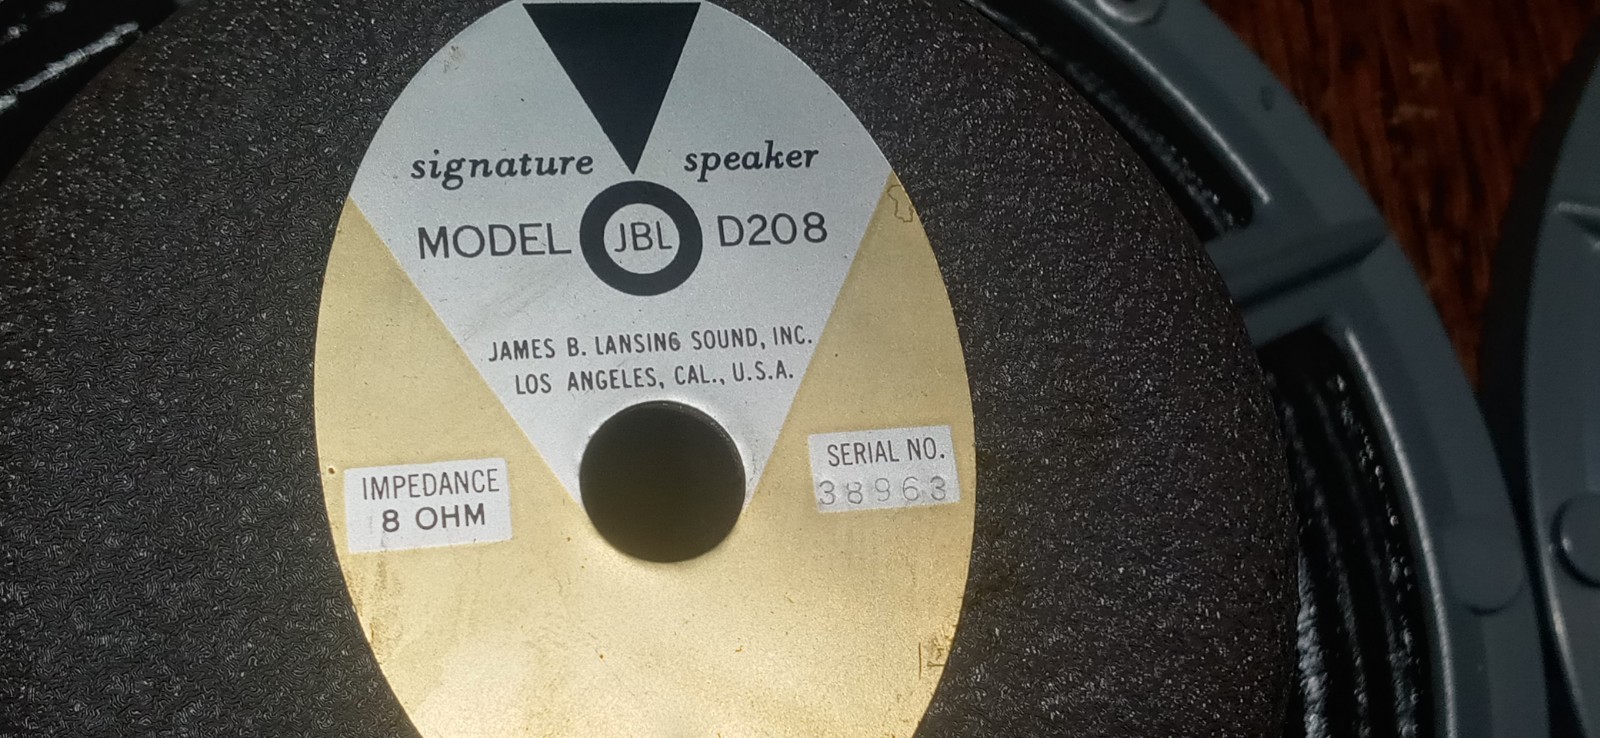 signature speaker
MODEL JBL D208
JAMES B. LANSING SOUND, INC.
LOS ANGELES, CAL., U.S.A.
IMPEDANCE
8 OHM
SERIAL NO.
38963